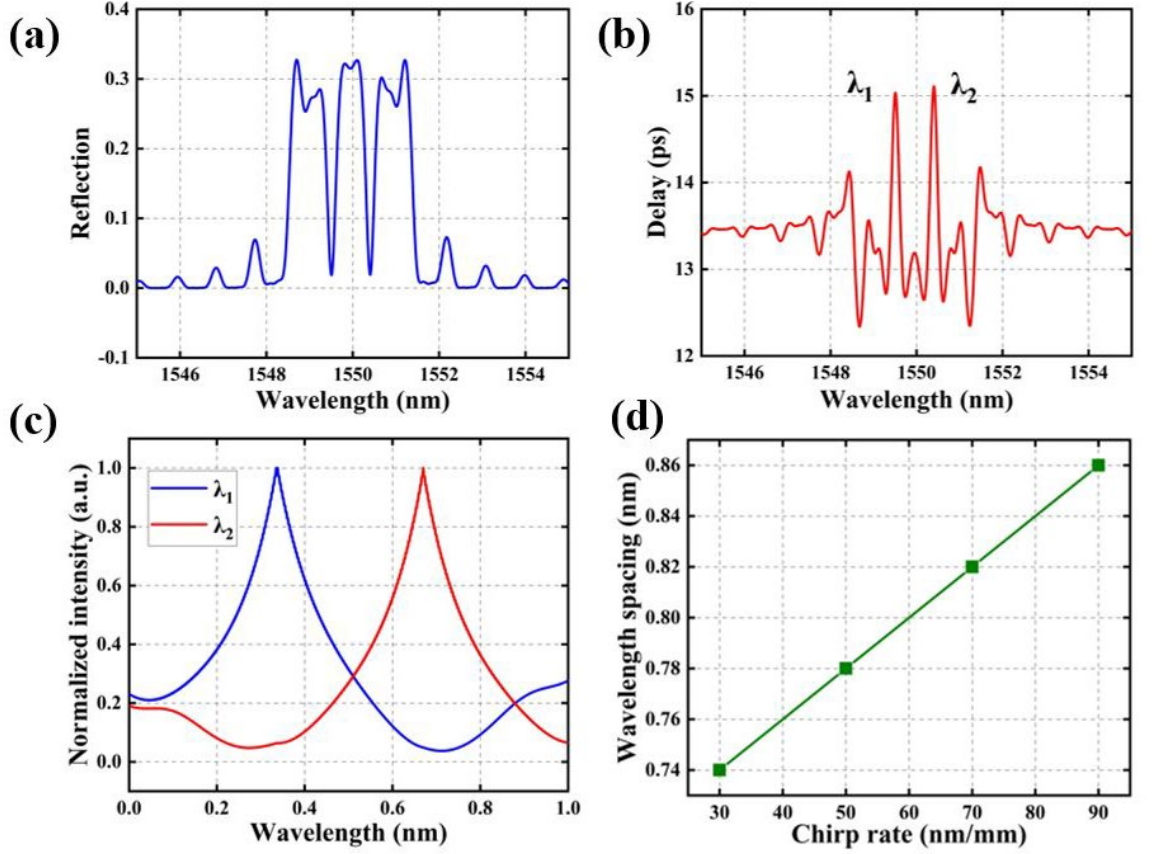 (a)
0.4
0.3
0.2
0.1
0.0
-0.1
Reflection
1546 1548 1550 1552 1554
Wavelength (nm)
(b)
16
15
14
13
12
Delay (ps)
λ1 λ2
1546 1548 1550 1552 1554
Wavelength (nm)
(c)
1.0
0.8
0.6
0.4
0.2
0.0
Normalized intensity (a.u.)
λ1
λ2
0.0 0.2 0.4 0.6 0.8 1.0
Wavelength (nm)
(d)
0.86
0.84
0.82
0.80
0.78
0.76
0.74
Wavelength spacing (nm)
30 40 50 60 70 80 90
Chirp rate (nm/mm)